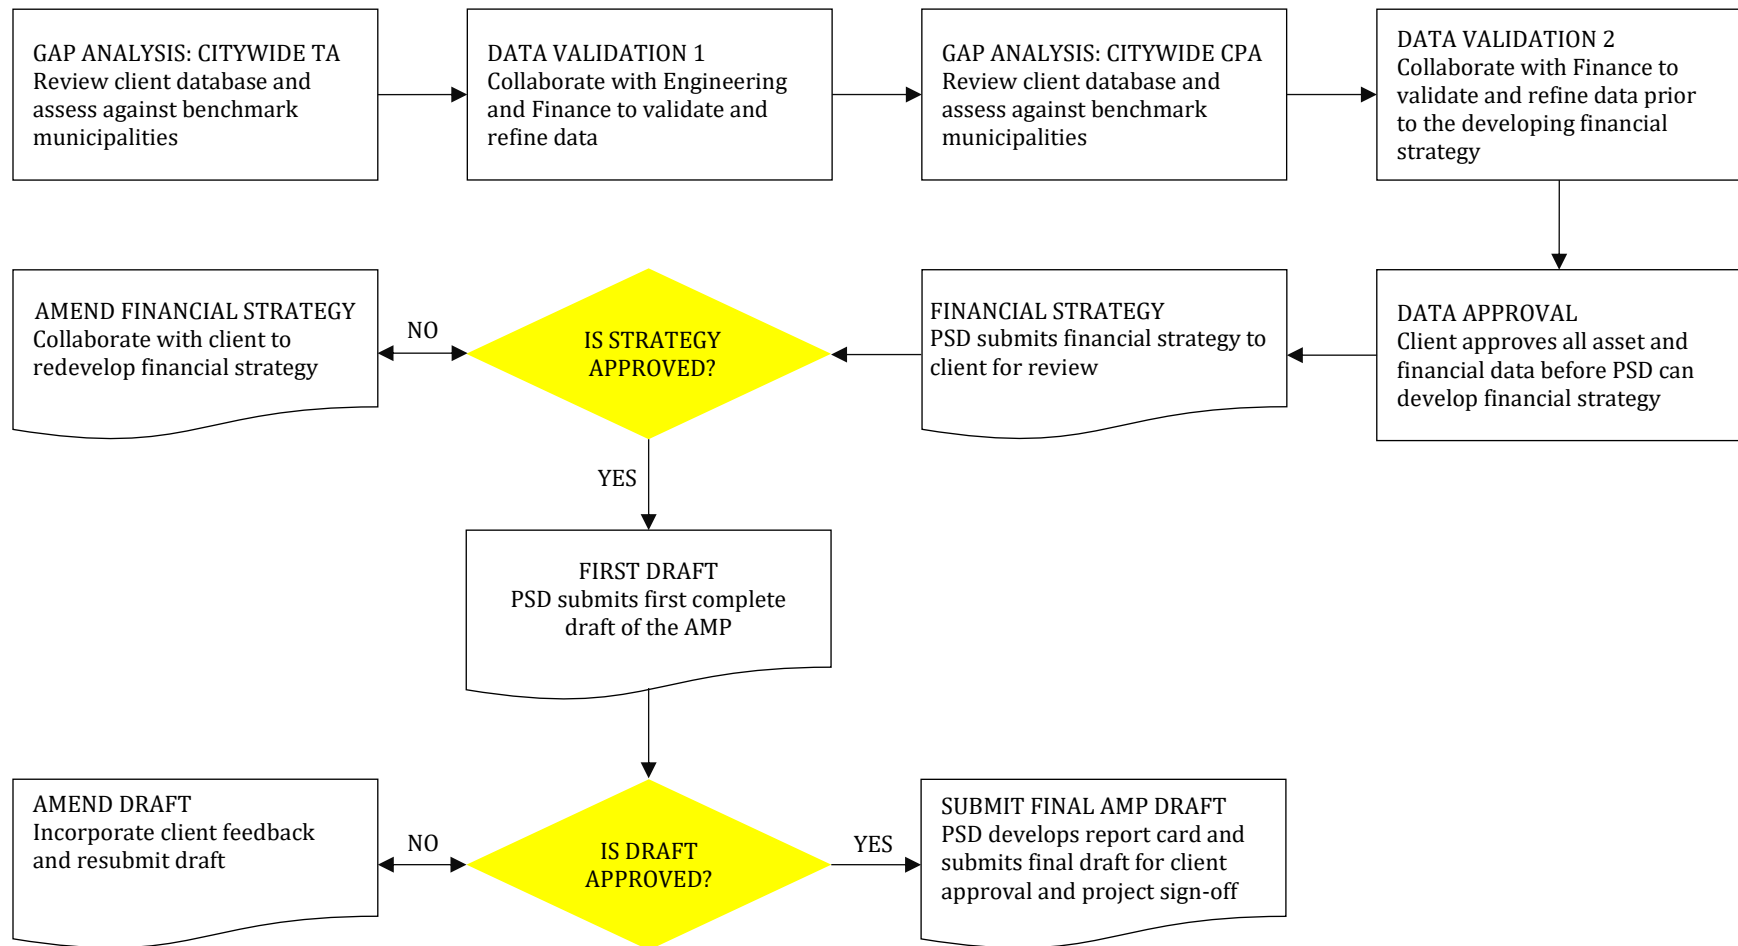 GAP ANALYSIS: CITYWIDE TA
Review client database and
assess against benchmark
municipalities
DATA VALIDATION 1
Collaborate with Engineering
and Finance to validate and
refine data
GAP ANALYSIS: CITYWIDE CPA
Review client database and
assess against benchmark
municipalities
DATA VALIDATION 2
Collaborate with Finance to
validate and refine data prior
to the developing financial
strategy
DATA APPROVAL
Client approves all asset and
financial data before PSD can
develop financial strategy
FINANCIAL STRATEGY
PSD submits financial strategy to
client for review
IS STRATEGY
APPROVED?
NO
AMEND FINANCIAL STRATEGY
Collaborate with client to
redevelop financial strategy
YES
FIRST DRAFT
PSD submits first complete
draft of the AMP
IS DRAFT
APPROVED?
NO
AMEND DRAFT
Incorporate client feedback
and resubmit draft
YES
SUBMIT FINAL AMP DRAFT
PSD develops report card and
submits final draft for client
approval and project sign-off